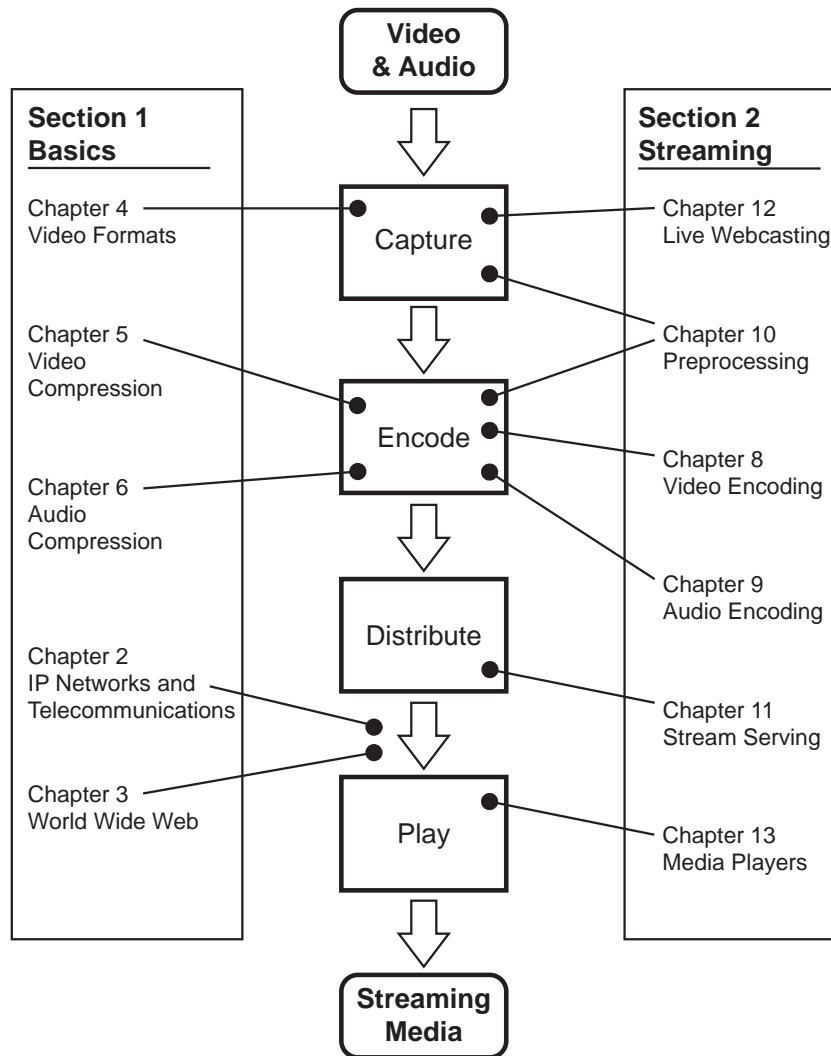 Video
& Audio
Section 1
Basics
Chapter 4
Video Formats
Chapter 5
Video
Compression
Chapter 6
Audio
Compression
Chapter 2
IP Networks and
Telecommunications
Chapter 3
World Wide Web
Capture
Encode
Distribute
Play
Section 2
Streaming
Chapter 12
Live Webcasting
Chapter 10
Preprocessing
Chapter 8
Video Encoding
Chapter 9
Audio Encoding
Chapter 11
Stream Serving
Chapter 13
Media Players
Streaming
Media